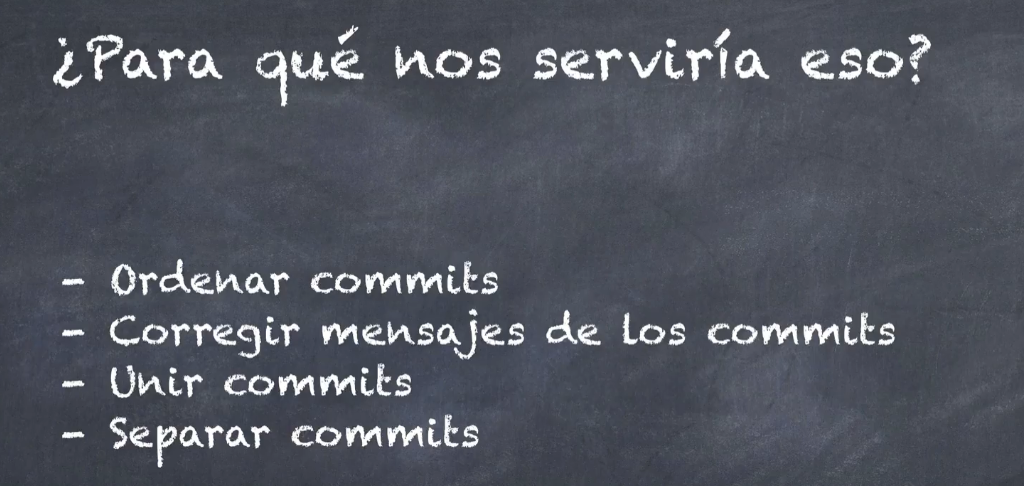 ¿Para qué nos serviría eso?
- Ordenar commits
- Corregir mensajes de los commits
- Unir commits
- Separar commits